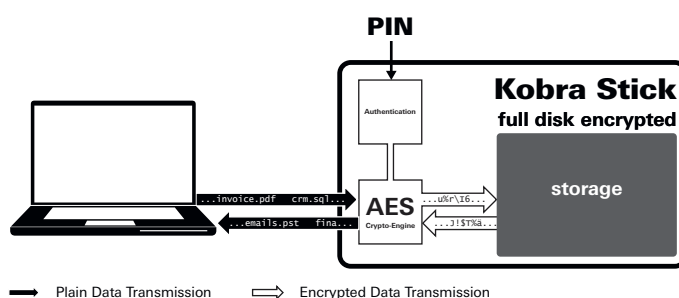 PIN
Kobra Stick
full disk encrypted
Authentication
storage
...invoice.pdf crm.sql...
AES
Crypto-Engine
...u%r\I6...
...emails.pst fina...
...J!$T%ä...
Plain Data Transmission
Encrypted Data Transmission